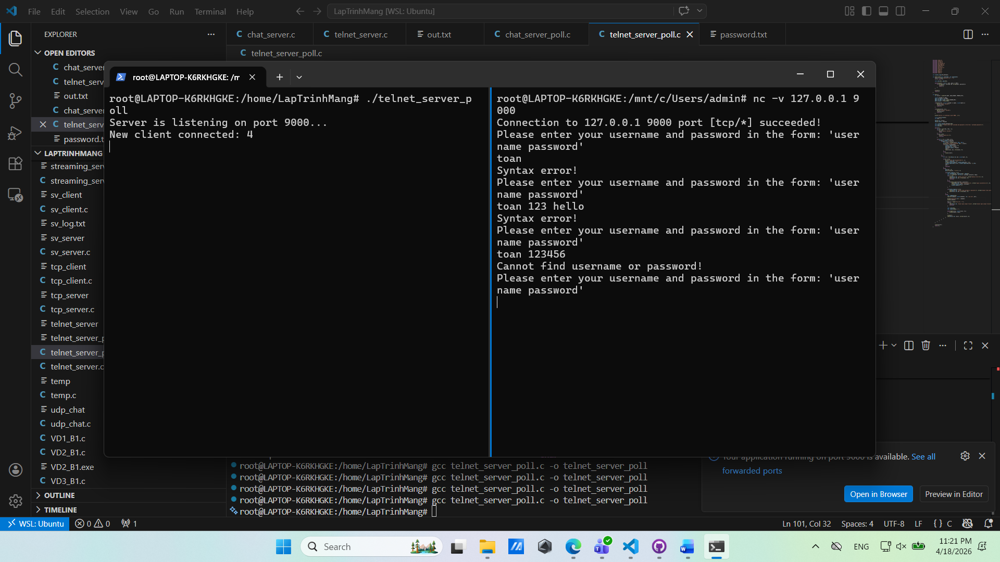 File Edit Selection View Go Run Terminal Help
LapTrinhMang [WSL: Ubuntu]
EXPLORER
chat_server.c
telnet_server.c
out.txt
chat_server_poll.c
telnet_server_poll.c
password.txt
OPEN EDITORS
telnet_server_poll.c
chat_server
telnet_serv
out.txt
chat_server
telnet_serv
password.t
LAPTRINHMANG
streaming_serv
streaming_serv
sv_client
sv_client.c
sv_log.txt
sv_server
sv_server.c
tcp_client
tcp_client.c
tcp_server
tcp_server.c
telnet_server
telnet_server_p
telnet_server_p
telnet_server.c
temp
temp.c
udp_chat
udp_chat.c
VD1_B1.c
VD2_B1.c
VD2_B1.exe
VD3_B1.c
OUTLINE
TIMELINE
root@LAPTOP-K6RKHGKE: /m
root@LAPTOP-K6RKHGKE:/home/LapTrinhMang# ./telnet_server_p
oll
Server is listening on port 9000...
New client connected: 4
root@LAPTOP-K6RKHGKE:/mnt/c/Users/admin# nc -v 127.0.0.1 9
000
Connection to 127.0.0.1 9000 port [tcp/*] succeeded!
Please enter your username and password in the form: 'user
name password'
toan
Syntax error!
Please enter your username and password in the form: 'user
name password'
toan 123 hello
Syntax error!
Please enter your username and password in the form: 'user
name password'
toan 123456
Cannot find username or password!
Please enter your username and password in the form: 'user
name password'
root@LAPTOP-K6RKHGKE:/home/LapTrinhMang# gcc telnet_server_poll.c -o telnet_server_poll
root@LAPTOP-K6RKHGKE:/home/LapTrinhMang# gcc telnet_server_poll.c -o telnet_server_poll
root@LAPTOP-K6RKHGKE:/home/LapTrinhMang# gcc telnet_server_poll.c -o telnet_server_poll
root@LAPTOP-K6RKHGKE:/home/LapTrinhMang# gcc telnet_server_poll.c -o telnet_server_poll
root@LAPTOP-K6RKHGKE:/home/LapTrinhMang#
Your application running on port 9000 is available. See all
forwarded ports
Open in Browser
Preview in Editor
WSL: Ubuntu
0
0
1
Ln 101, Col 32
Spaces: 4
UTF-8
LF
{ } C
Search
ENG
11:21 PM
4/18/2026